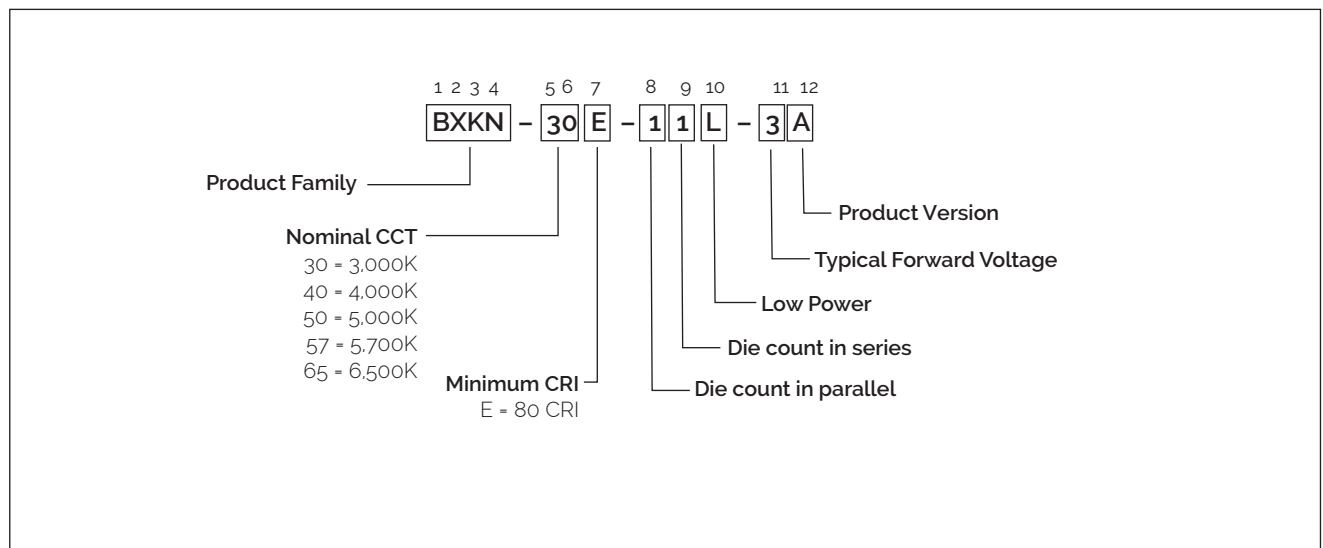 1 2 3 4 5 6 7 8 9 10 11 12
BXKN – 30 E – 1 1 L – 3 A
Product Family
Product Version
Nominal CCT
30 = 3,000K
40 = 4,000K
50 = 5,000K
57 = 5,700K
65 = 6,500K
Typical Forward Voltage
Low Power
Die count in series
Minimum CRI
E = 80 CRI
Die count in parallel